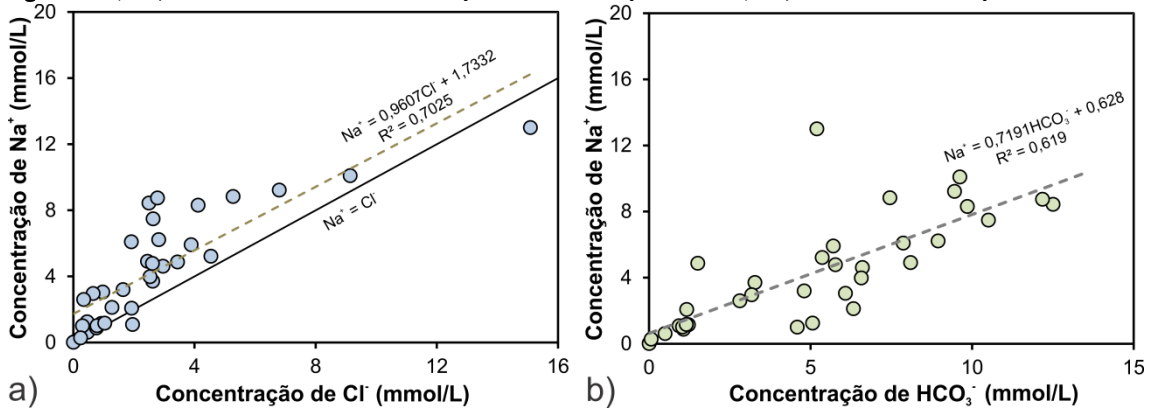 Concentração de Na⁺ (mmol/L)
20
16
12
8
4
0
Na⁺ = 0,9607Cl⁻ + 1,7332
R² = 0,7025
Na⁺ = Cl⁻
0 4 8 12 16
Concentração de Cl⁻ (mmol/L)
a)
Concentração de Na⁺ (mmol/L)
20
16
12
8
4
0
Na⁺ = 0,7191HCO₃⁻ + 0,628
R² = 0,619
0 5 10 15
Concentração de HCO₃⁻ (mmol/L)
b)